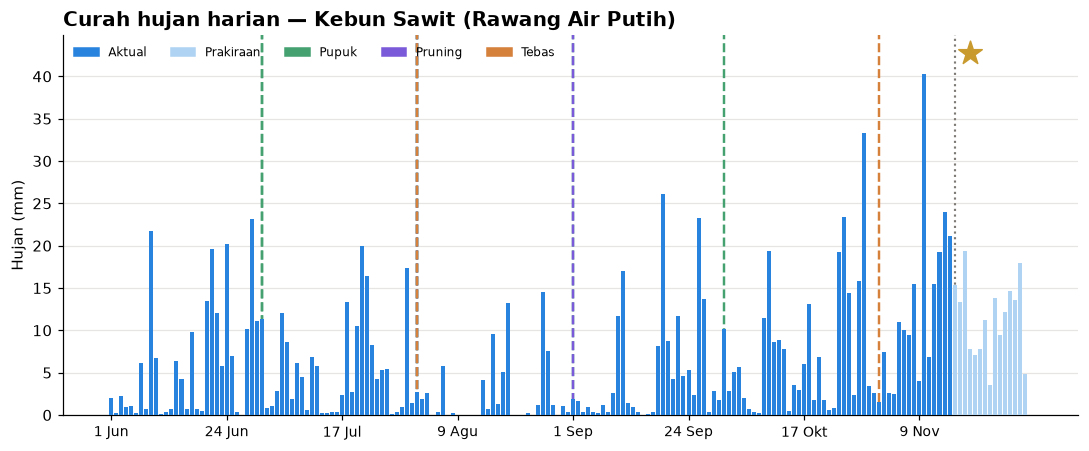 Curah hujan harian — Kebun Sawit (Rawang Air Putih)
Aktual Prakiraan Pupuk Pruning Tebas
Hujan (mm)
40
35
30
25
20
15
10
5
0
1 Jun 24 Jun 17 Jul 9 Agu 1 Sep 24 Sep 17 Okt 9 Nov